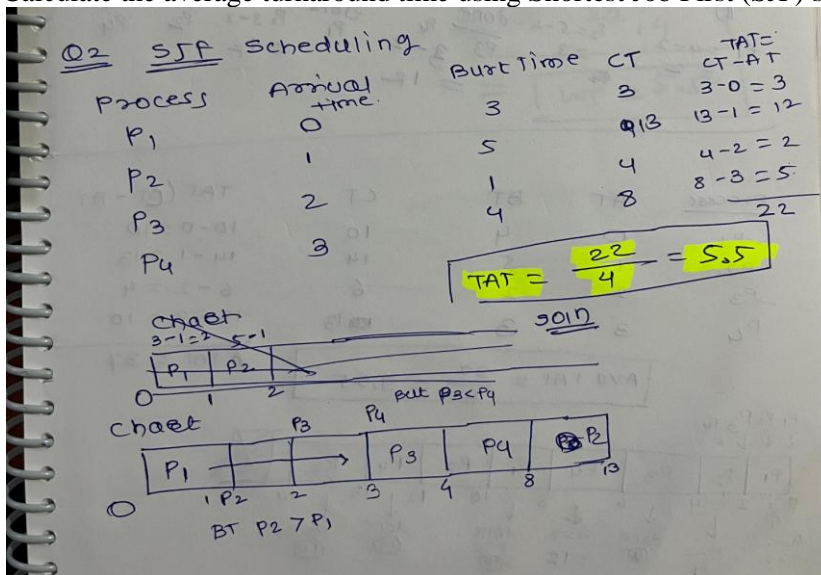 Calculate the average turnaround time using Shortest Job First (SJF) s
Q2 SJF Scheduling
Process Arrival time. Burt Time CT TAT= CT-AT
P1 0 3 3 3-0 = 3
P2 1 5 13 13-1 = 12
P3 2 1 4 4-2 = 2
P4 3 4 8 8-3 = 5
22
TAT = 22/4 = 5.5
soln
Chaet
3-1=2 5-1
P1 P2
0 1 2 But P3<P4
Chaet P3 P4
P1 P3 P4 P2
0 1 P2 2 3 4 8 13
BT P2 > P1